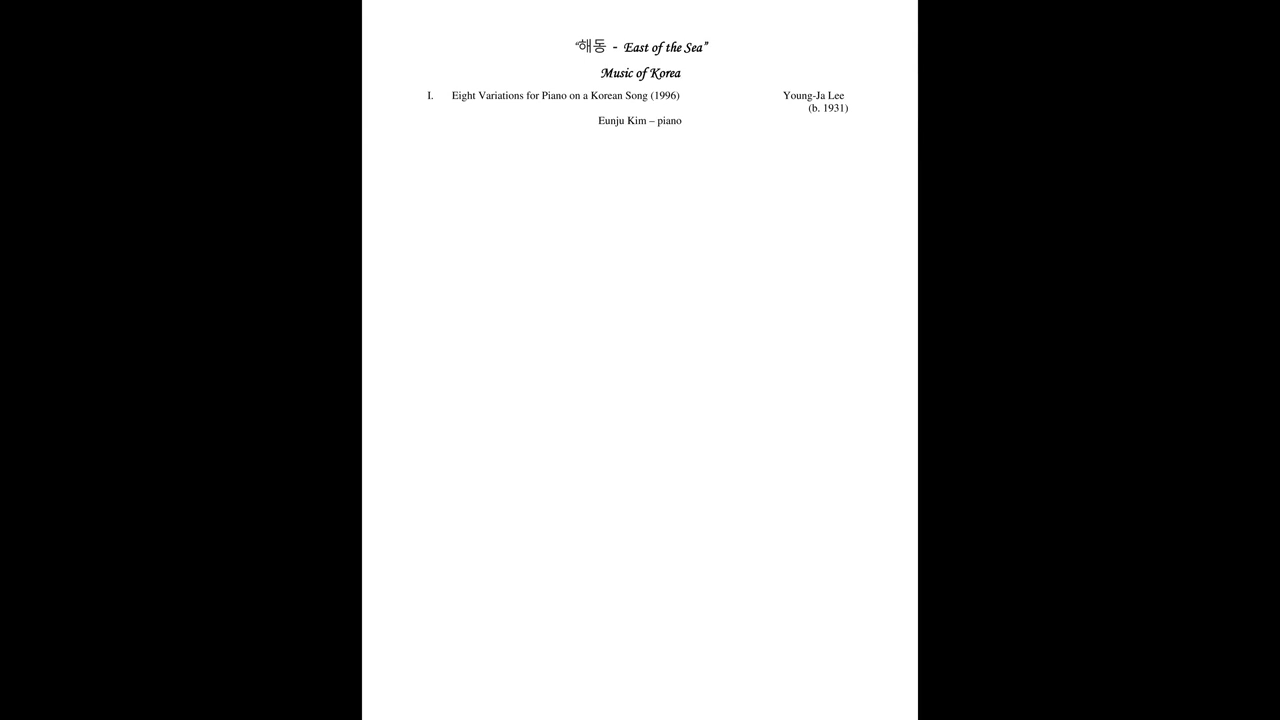 “해동 - East of the Sea”
Music of Korea
I. Eight Variations for Piano on a Korean Song (1996) Young-Ja Lee
(b. 1931)
Eunju Kim – piano